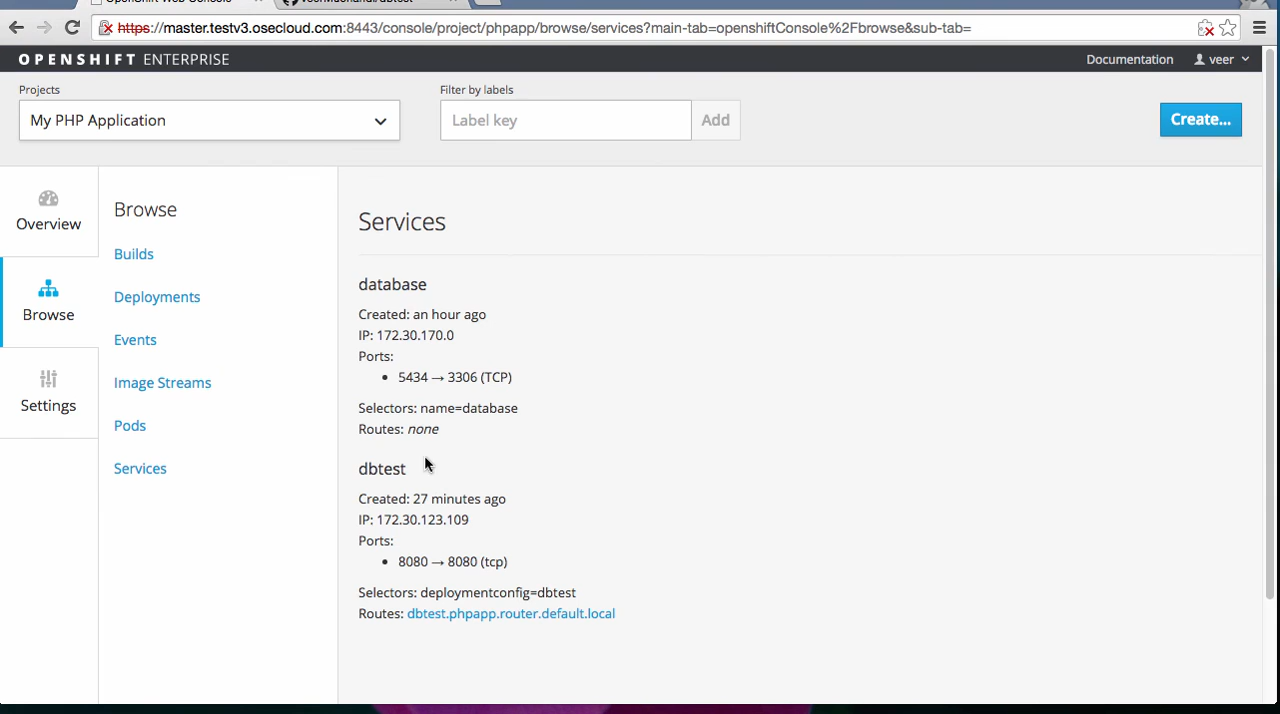 OpenShift Web Console
https://master.testv3.osecloud.com:8443/console/project/phpapp/browse/services?main-tab=openshiftConsole%2Fbrowse&sub-tab=
OPENSHIFT ENTERPRISE
Documentation
veer
Projects
Filter by labels
My PHP Application
Label key
Add
Create...
Overview
Browse
Settings
Browse
Builds
Deployments
Events
Image Streams
Pods
Services
Services
database
Created: an hour ago
IP: 172.30.170.0
Ports:
• 5434 → 3306 (TCP)
Selectors: name=database
Routes: none
dbtest
Created: 27 minutes ago
IP: 172.30.123.109
Ports:
• 8080 → 8080 (tcp)
Selectors: deploymentconfig=dbtest
Routes: dbtest.phpapp.router.default.local